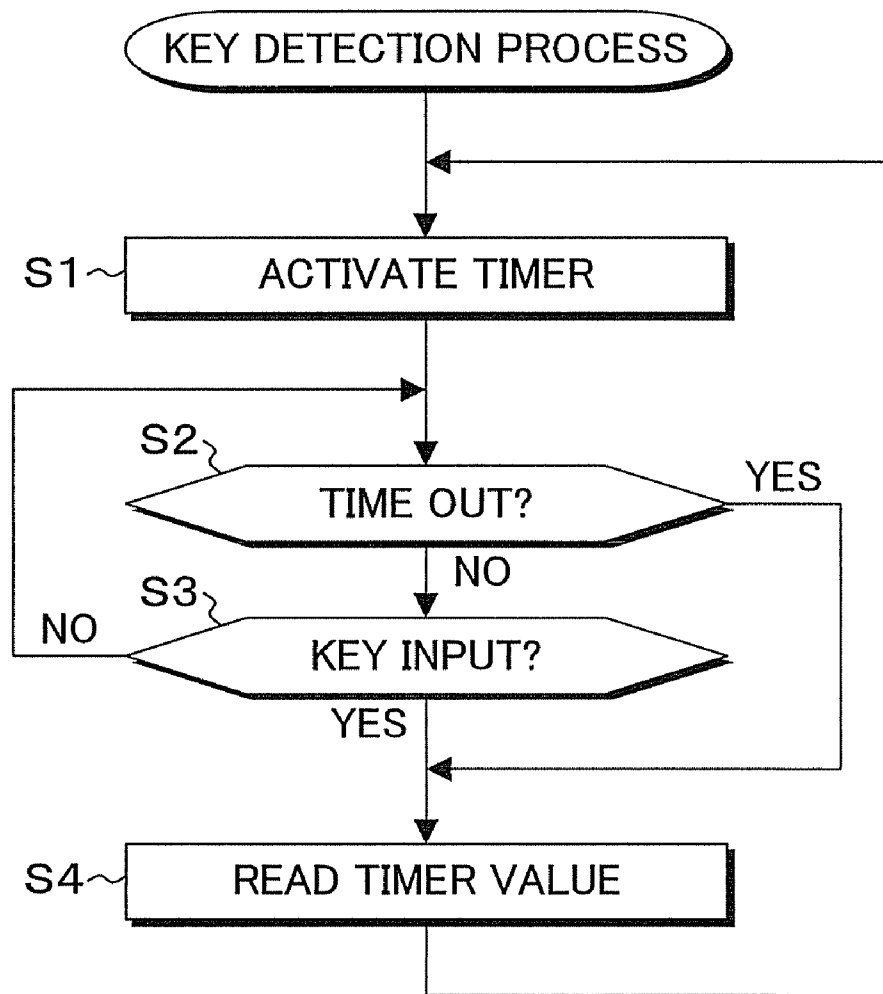 KEY DETECTION PROCESS
S1
ACTIVATE TIMER
S2
TIME OUT?
YES
NO
S3
NO
KEY INPUT?
YES
S4
READ TIMER VALUE